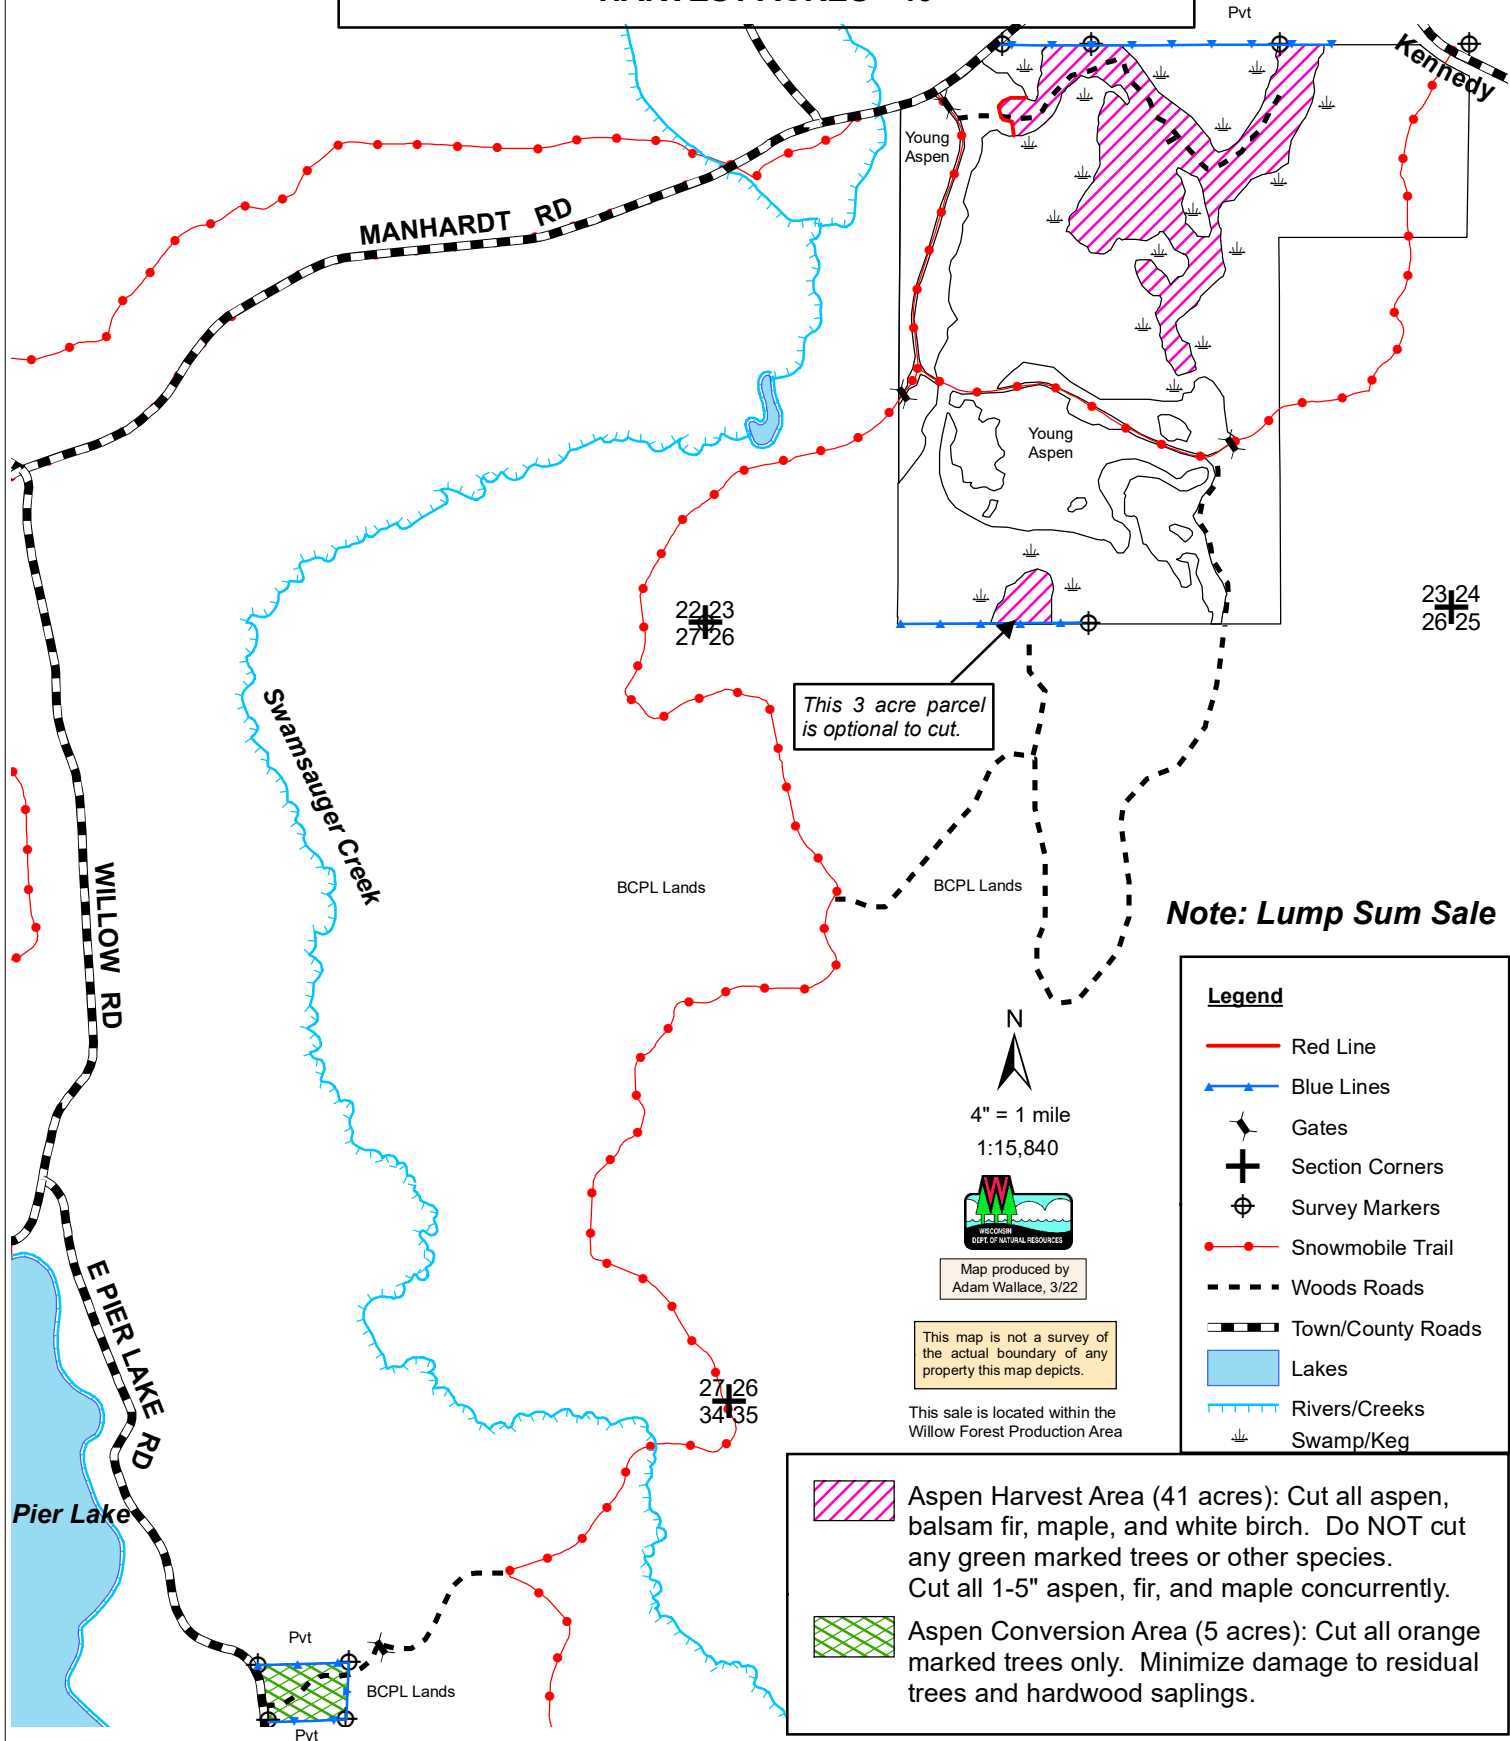 HARVEST ACRES - 46
Pvt
Kennedy
Young
Aspen
MANHARDT RD
Young
Aspen
22 23
27 26
23 24
26 25
This 3 acre parcel
is optional to cut.
Swamsauger Creek
WILLOW RD
BCPL Lands
BCPL Lands
Note: Lump Sum Sale
Legend
Red Line
Blue Lines
Gates
Section Corners
Survey Markers
Snowmobile Trail
Woods Roads
Town/County Roads
Lakes
Rivers/Creeks
Swamp/Keg
N
4" = 1 mile
1:15,840
WISCONSIN
DEPT. OF NATURAL RESOURCES
Map produced by
Adam Wallace, 3/22
This map is not a survey of
the actual boundary of any
property this map depicts.
This sale is located within the
Willow Forest Production Area
E PIER LAKE RD
27 26
34 35
Pier Lake
Aspen Harvest Area (41 acres): Cut all aspen,
balsam fir, maple, and white birch. Do NOT cut
any green marked trees or other species.
Cut all 1-5" aspen, fir, and maple concurrently.
Aspen Conversion Area (5 acres): Cut all orange
marked trees only. Minimize damage to residual
trees and hardwood saplings.
Pvt
BCPL Lands
Pvt